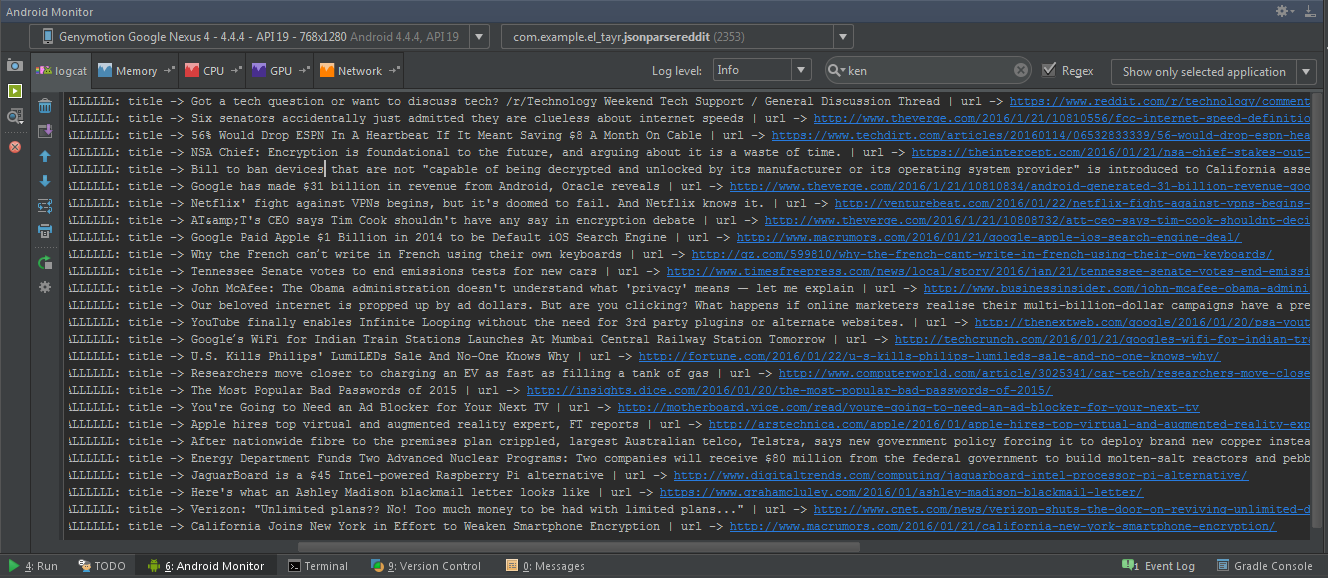 Android Monitor
Genymotion Google Nexus 4 - 4.4.4 - API 19 - 768x1280 Android 4.4.4, API 19
com.example.el_tayr.jsonparsereddit (2353)
logcat Memory CPU GPU Network Log level: Info ken Regex Show only selected application
LLLLLL: title -> Got a tech question or want to discuss tech? /r/Technology Weekend Tech Support / General Discussion Thread | url -> https://www.reddit.com/r/technology/comment
LLLLLL: title -> Six senators accidentally just admitted they are clueless about internet speeds | url -> http://www.theverge.com/2016/1/21/10810556/fcc-internet-speed-definitio
LLLLLL: title -> 56% Would Drop ESPN In A Heartbeat If It Meant Saving $8 A Month On Cable | url -> https://www.techdirt.com/articles/20160114/06532833339/56-would-drop-espn-hea
LLLLLL: title -> NSA Chief: Encryption is foundational to the future, and arguing about it is a waste of time. | url -> https://theintercept.com/2016/01/21/nsa-chief-stakes-out-
LLLLLL: title -> Bill to ban devices that are not "capable of being decrypted and unlocked by its manufacturer or its operating system provider" is introduced to California asse
LLLLLL: title -> Google has made $31 billion in revenue from Android, Oracle reveals | url -> http://www.theverge.com/2016/1/21/10810834/android-generated-31-billion-revenue-goo
LLLLLL: title -> Netflix' fight against VPNs begins, but it's doomed to fail. And Netflix knows it. | url -> http://venturebeat.com/2016/01/22/netflix-fight-against-vpns-begins-
LLLLLL: title -> AT&amp;T's CEO says Tim Cook shouldn't have any say in encryption debate | url -> http://www.theverge.com/2016/1/21/10808732/att-ceo-says-tim-cook-shouldnt-deci
LLLLLL: title -> Google Paid Apple $1 Billion in 2014 to be Default iOS Search Engine | url -> http://www.macrumors.com/2016/01/21/google-apple-ios-search-engine-deal/
LLLLLL: title -> Why the French can’t write in French using their own keyboards | url -> http://qz.com/599810/why-the-french-cant-write-in-french-using-their-own-keyboards/
LLLLLL: title -> Tennessee Senate votes to end emissions tests for new cars | url -> http://www.timesfreepress.com/news/local/story/2016/jan/21/tennessee-senate-votes-end-emissi
LLLLLL: title -> John McAfee: The Obama administration doesn't understand what 'privacy' means — let me explain | url -> http://www.businessinsider.com/john-mcafee-obama-admini
LLLLLL: title -> Our beloved internet is propped up by ad dollars. But are you clicking? What happens if online marketers realise their multi-billion-dollar campaigns have a pre
LLLLLL: title -> YouTube finally enables Infinite Looping without the need for 3rd party plugins or alternate websites. | url -> http://thenextweb.com/google/2016/01/20/psa-yout
LLLLLL: title -> Google’s WiFi for Indian Train Stations Launches At Mumbai Central Railway Station Tomorrow | url -> http://techcrunch.com/2016/01/21/googles-wifi-for-indian-tr
LLLLLL: title -> U.S. Kills Philips' LumiLEDs Sale And No-One Knows Why | url -> http://fortune.com/2016/01/22/u-s-kills-philips-lumileds-sale-and-no-one-knows-why/
LLLLLL: title -> Researchers move closer to charging an EV as fast as filling a tank of gas | url -> http://www.computerworld.com/article/3025341/car-tech/researchers-move-close
LLLLLL: title -> The Most Popular Bad Passwords of 2015 | url -> http://insights.dice.com/2016/01/20/the-most-popular-bad-passwords-of-2015/
LLLLLL: title -> You're Going to Need an Ad Blocker for Your Next TV | url -> http://motherboard.vice.com/read/youre-going-to-need-an-ad-blocker-for-your-next-tv
LLLLLL: title -> Apple hires top virtual and augmented reality expert, FT reports | url -> http://arstechnica.com/apple/2016/01/apple-hires-top-virtual-and-augmented-reality-exp
LLLLLL: title -> After nationwide fibre to the premises plan crippled, largest Australian telco, Telstra, says new government policy forcing it to deploy brand new copper instea
LLLLLL: title -> Energy Department Funds Two Advanced Nuclear Programs: Two companies will receive $80 million from the federal government to build molten-salt reactors and pebb
LLLLLL: title -> JaguarBoard is a $45 Intel-powered Raspberry Pi alternative | url -> http://www.digitaltrends.com/computing/jaguarboard-intel-processor-pi-alternative/
LLLLLL: title -> Here's what an Ashley Madison blackmail letter looks like | url -> https://www.grahamcluley.com/2016/01/ashley-madison-blackmail-letter/
LLLLLL: title -> Verizon: "Unlimited plans?? No! Too much money to be had with limited plans..." | url -> http://www.cnet.com/news/verizon-shuts-the-door-on-reviving-unlimited-d
LLLLLL: title -> California Joins New York in Effort to Weaken Smartphone Encryption | url -> http://www.macrumors.com/2016/01/21/california-new-york-smartphone-encryption/
4: Run TODO 6: Android Monitor Terminal 9: Version Control 0: Messages 1 Event Log Gradle Console